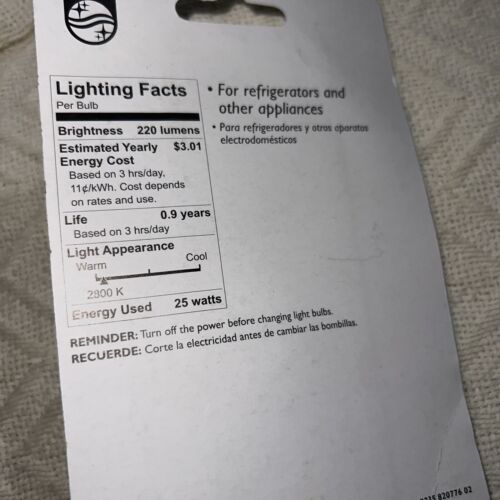 Lighting Facts
Per Bulb
Brightness 220 lumens
Estimated Yearly $3.01
Energy Cost
Based on 3 hrs/day,
11¢/kWh. Cost depends
on rates and use.
Life 0.9 years
Based on 3 hrs/day
Light Appearance
Warm Cool
2800 K
Energy Used 25 watts
• For refrigerators and
other appliances
• Para refrigeradores y otros aparatos
electrodomésticos
REMINDER: Turn off the power before changing light bulbs.
RECUERDE: Corte la electricidad antes de cambiar las bombillas.
820776 02